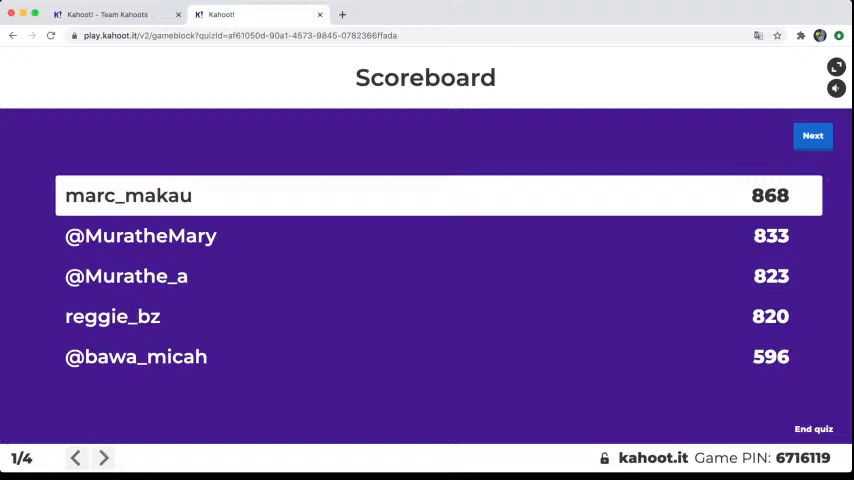 Kahoot! - Team Kahoots
Kahoot!
play.kahoot.it/v2/gameblock?quizId=af61050d-90a1-4573-9845-0782366ffada
Scoreboard
Next
marc_makau 868
@MuratheMary 833
@Murathe_a 823
reggie_bz 820
@bawa_micah 596
End quiz
1/4
kahoot.it Game PIN: 6716119